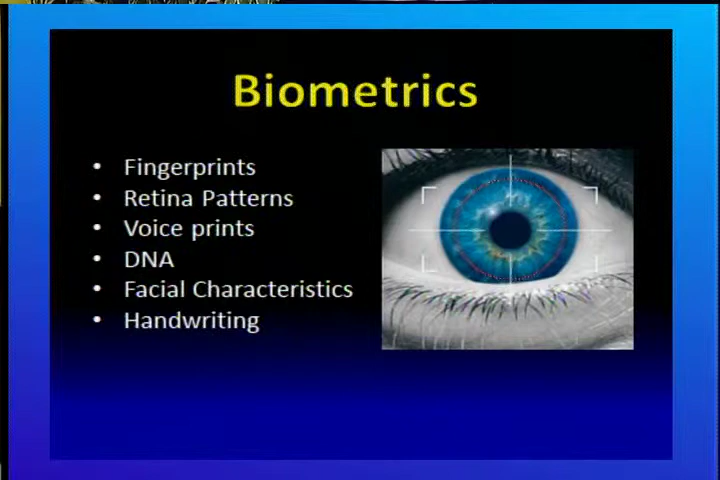 Biometrics
• Fingerprints
• Retina Patterns
• Voice prints
• DNA
• Facial Characteristics
• Handwriting